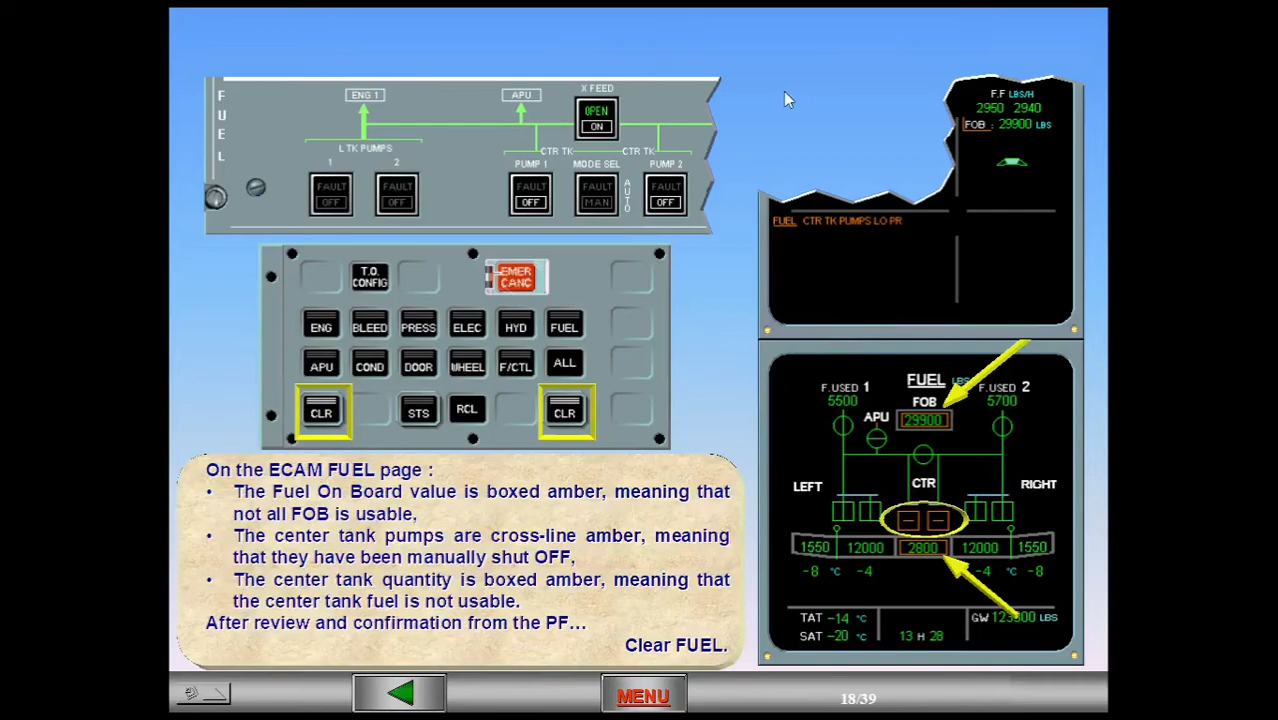 FUEL
ENG 1
APU
X FEED
OPEN
ON
L TK PUMPS
1
2
CTR TK
CTR TK
PUMP 1
MODE SEL
PUMP 2
FAULT
OFF
FAULT
OFF
FAULT
OFF
FAULT
MAN
AUTO
FAULT
OFF
F.F LBS/H
2950 2940
FOB : 29900 LBS
FUEL CTR TK PUMPS LO PR
T.O. CONFIG
EMER CANC
ENG BLEED PRESS ELEC HYD FUEL
APU COND DOOR WHEEL F/CTL ALL
CLR STS RCL CLR
On the ECAM FUEL page :
• The Fuel On Board value is boxed amber, meaning that
not all FOB is usable,
• The center tank pumps are cross-line amber, meaning
that they have been manually shut OFF,
• The center tank quantity is boxed amber, meaning that
the center tank fuel is not usable.
After review and confirmation from the PF…
Clear FUEL.
FUEL LBS
F.USED 1
5500
FOB
29900
F.USED 2
5700
APU
LEFT
CTR
RIGHT
1550 12000 2800 12000 1550
-8 °C -4
-4 °C -8
TAT -14 °C
SAT -20 °C
13 H 28
GW LBS
MENU
18/39